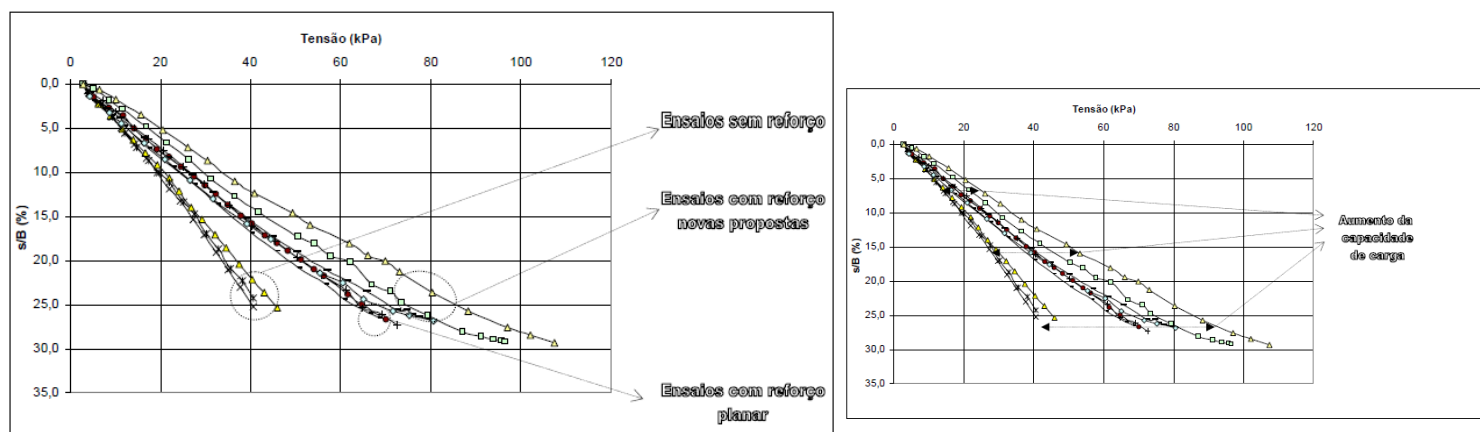 Tensão (kPa)
0 20 40 60 80 100 120
0,0
5,0
10,0
15,0
20,0
25,0
30,0
35,0
s/B (%)
Ensaios sem reforço
Ensaios com reforço
novas propostas
Ensaios com reforço
planar
Tensão (kPa)
0 20 40 60 80 100 120
0,0
5,0
10,0
15,0
20,0
25,0
30,0
35,0
s/B (%)
Aumento da
capacidade
de carga